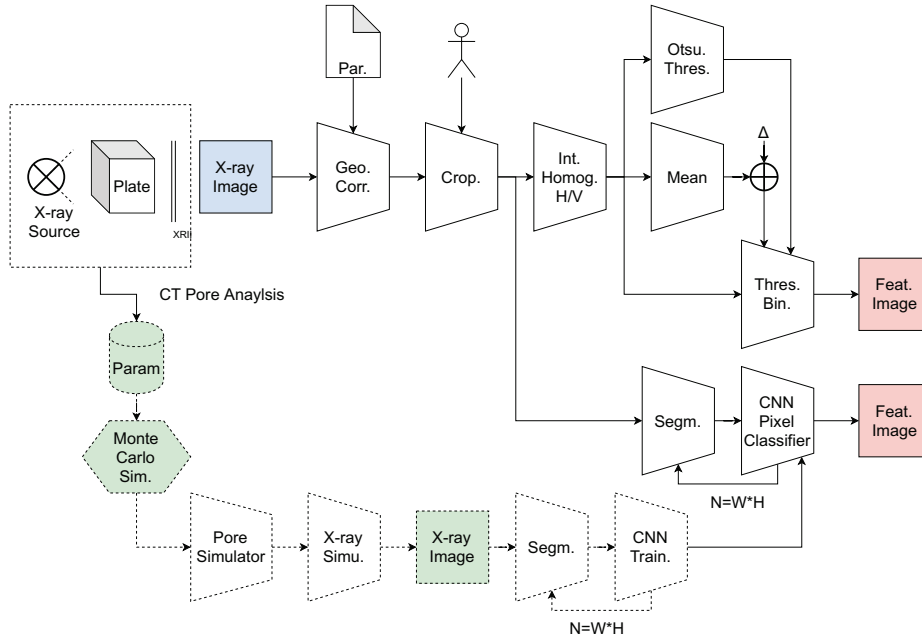 Par.
Otsu.
Thres.
Δ
X-ray
Source
Plate
XRII
X-ray
Image
Geo.
Corr.
Crop.
Int.
Homog.
H/V
Mean
Thres.
Bin.
Feat.
Image
CT Pore Anaylsis
Param
Monte
Carlo
Sim.
Segm.
CNN
Pixel
Classifier
Feat.
Image
N=W*H
Pore
Simulator
X-ray
Simu.
X-ray
Image
Segm.
CNN
Train.
N=W*H